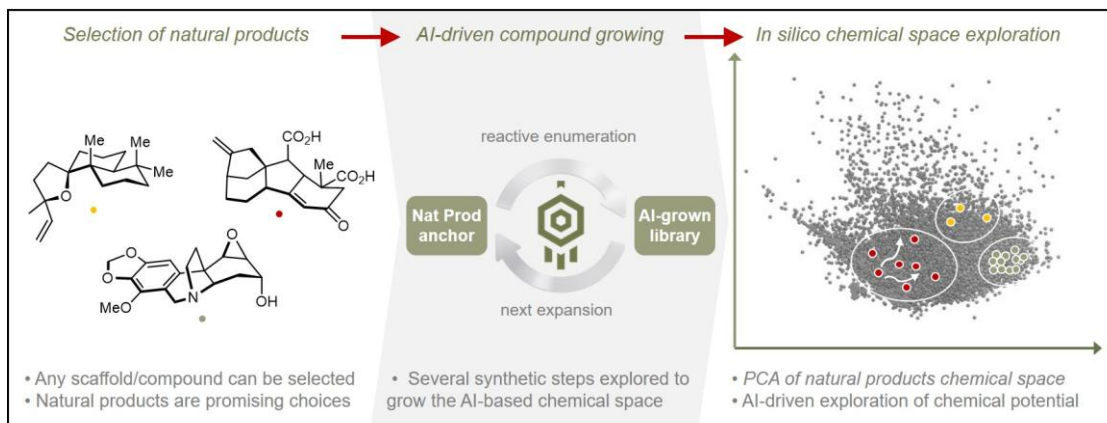 Selection of natural products
AI-driven compound growing
In silico chemical space exploration
Me
Me
Me
O
Me
CO₂H
Me
CO₂H
O
O
O
O
MeO
N
OH
reactive enumeration
Nat Prod
anchor
AI-grown
library
next expansion
• Any scaffold/compound can be selected
• Natural products are promising choices
• Several synthetic steps explored to
grow the AI-based chemical space
• PCA of natural products chemical space
• AI-driven exploration of chemical potential